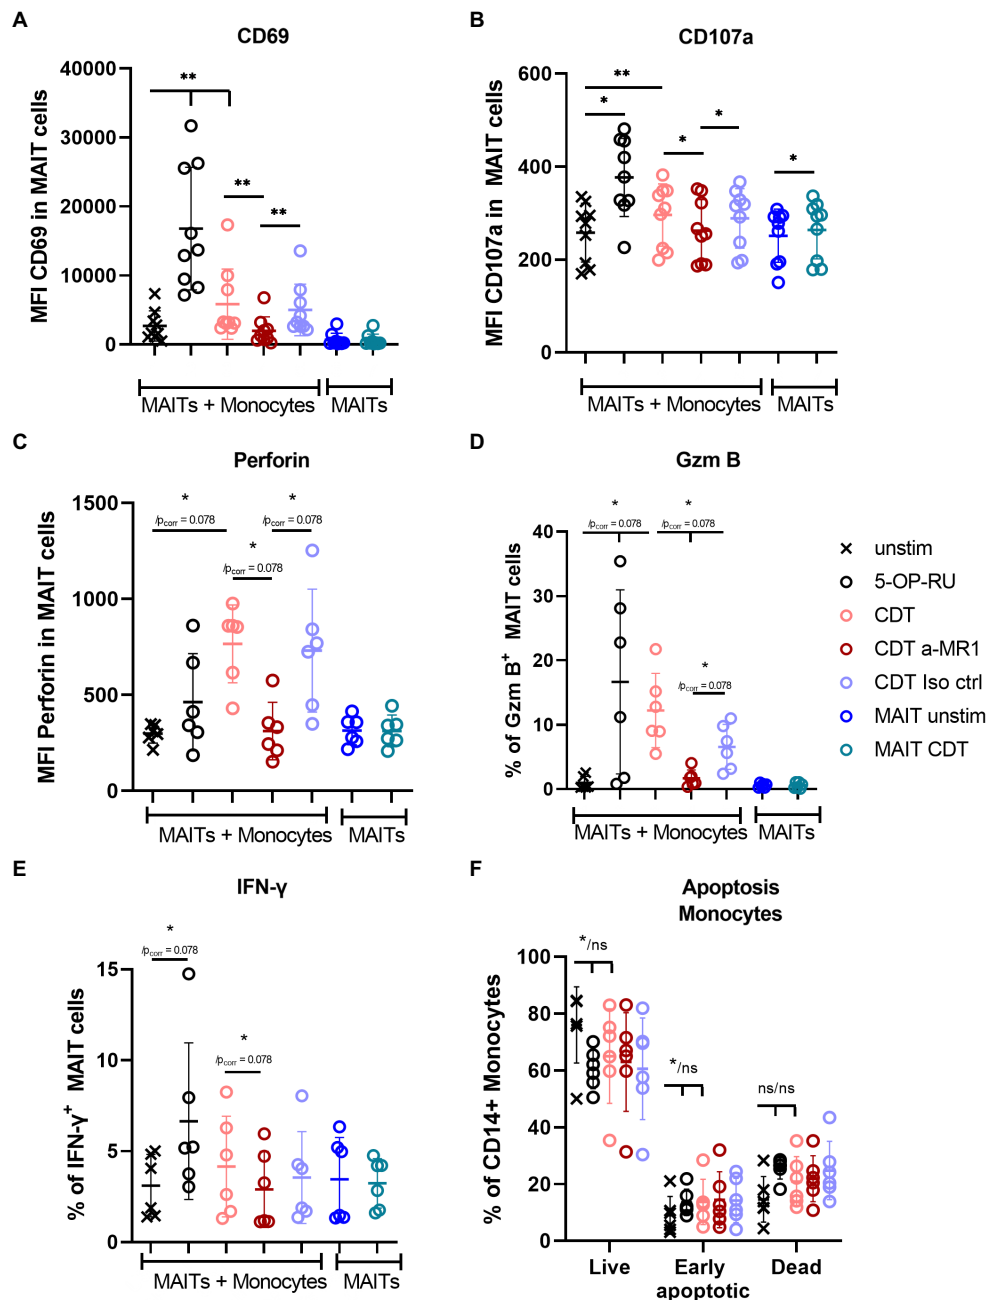 A
CD69
MFI CD69 in MAIT cells
40000
30000
20000
10000
0
**
**
**
MAITs + Monocytes
MAITs
B
CD107a
MFI CD107a in MAIT cells
600
400
200
0
**
*
*
*
*
MAITs + Monocytes
MAITs
C
Perforin
MFI Perforin in MAIT cells
1500
1000
500
0
*
/pcorr = 0.078
*
/pcorr = 0.078
*
/pcorr = 0.078
MAITs + Monocytes
MAITs
D
Gzm B
% of Gzm B+ MAIT cells
40
30
20
10
0
*
/pcorr = 0.078
*
/pcorr = 0.078
*
/pcorr = 0.078
MAITs + Monocytes
MAITs
unstim
5-OP-RU
CDT
CDT a-MR1
CDT Iso ctrl
MAIT unstim
MAIT CDT
E
IFN-γ
% of IFN-γ+ MAIT cells
15
10
5
0
*
/pcorr = 0.078
*
/pcorr = 0.078
MAITs + Monocytes
MAITs
F
Apoptosis
Monocytes
% of CD14+ Monocytes
100
80
60
40
20
0
*/ns
*/ns
ns/ns
Live
Early
apoptotic
Dead